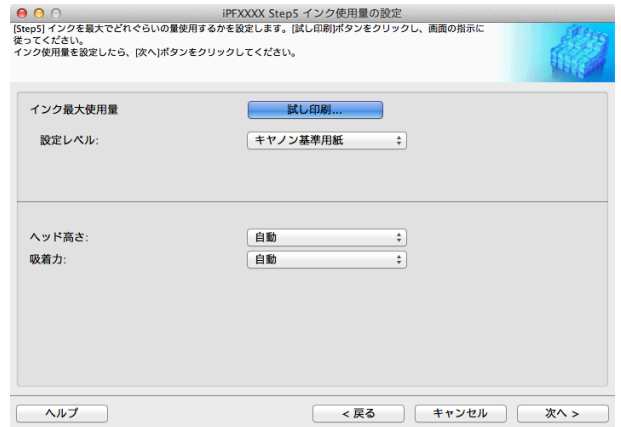 iPFXXXX Step5 インク使用量の設定
[Step5] インクを最大でどれぐらいの量使用するかを設定します。[試し印刷]ボタンをクリックし、画面の指示に
従ってください。
インク使用量を設定したら、[次へ]ボタンをクリックしてください。
インク最大使用量 試し印刷...
設定レベル: キヤノン基準用紙
ヘッド高さ: 自動
吸着力: 自動
ヘルプ < 戻る キャンセル 次へ >